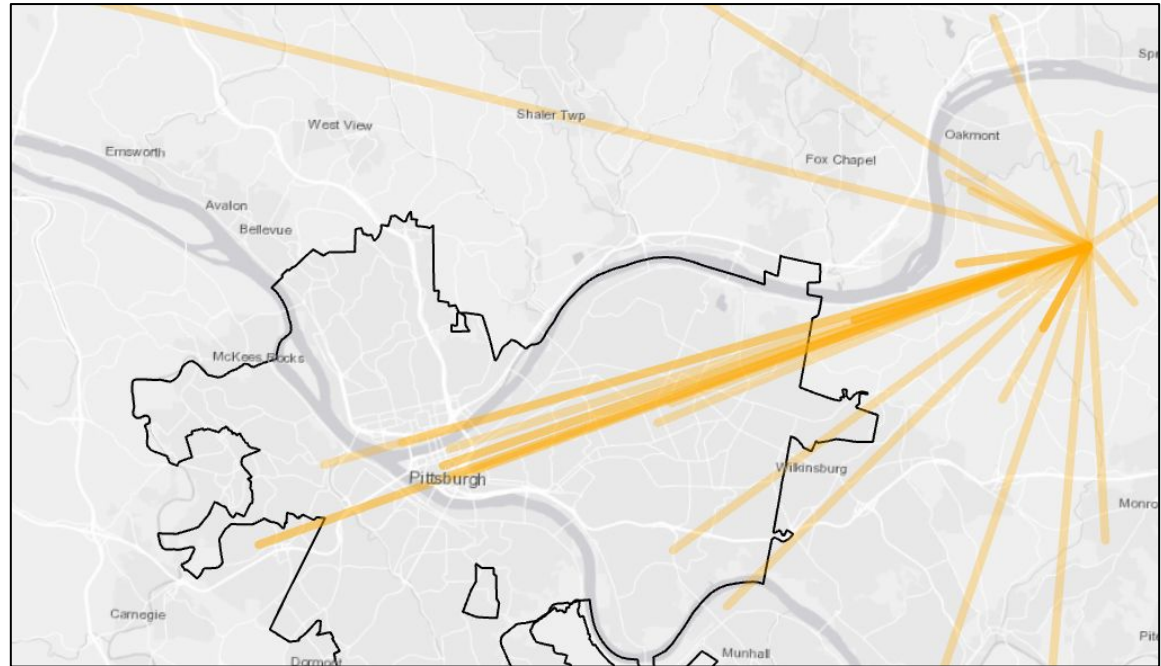 Spr
Oakmont
Shaler Twp
West View
Emsworth
Fox Chapel
Avalon
Bellevue
McKees Rocks
Pittsburgh
Wilkinsburg
Monro
Carnegie
Pit
Munhall
Dormont